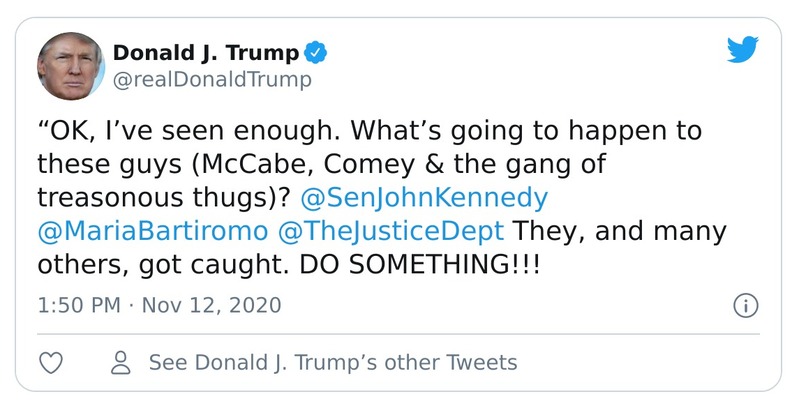 Donald J. Trump
@realDonaldTrump
“OK, I’ve seen enough. What’s going to happen to
these guys (McCabe, Comey & the gang of
treasonous thugs)? @SenJohnKennedy
@MariaBartiromo @TheJusticeDept They, and many
others, got caught. DO SOMETHING!!!
1:50 PM · Nov 12, 2020
See Donald J. Trump’s other Tweets